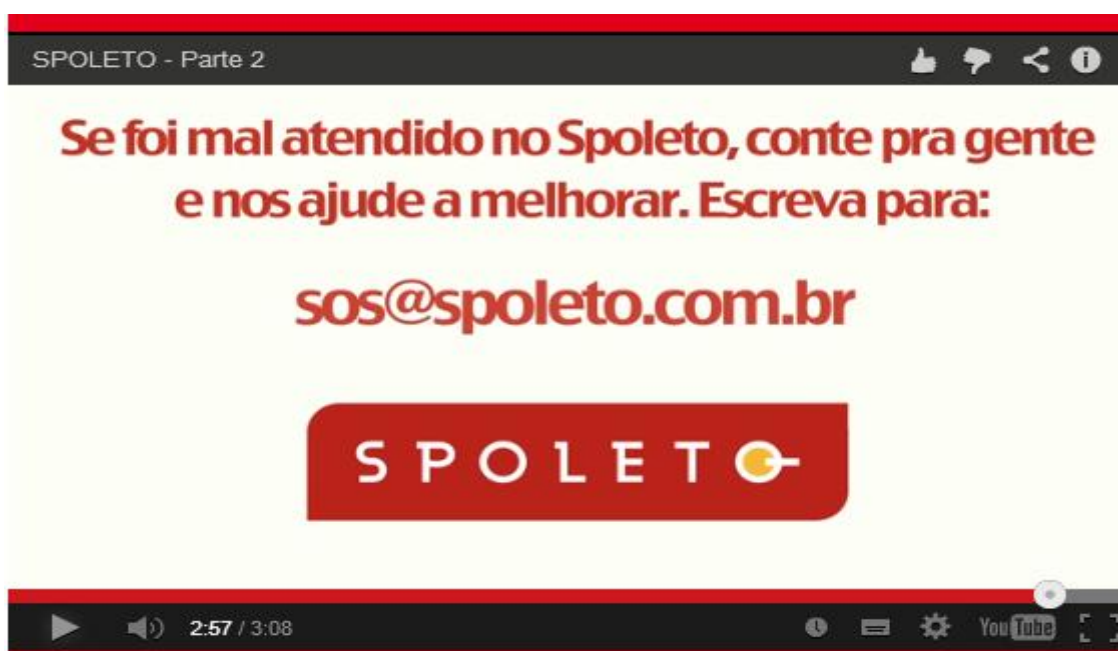 SPOLETO - Parte 2
Se foi mal atendido no Spoleto, conte pra gente
e nos ajude a melhorar. Escreva para:
sos@spoleto.com.br
SPOLETO
2:57 / 3:08
YouTube